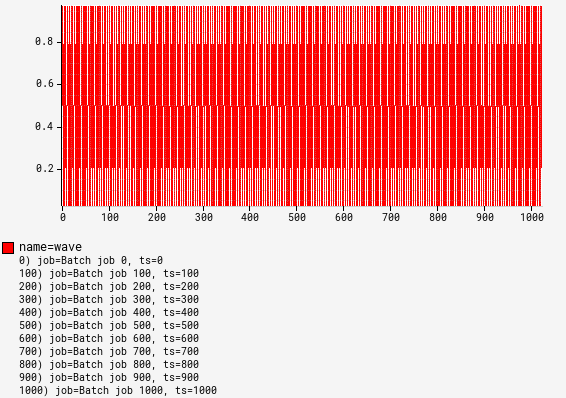 0.8
0.6
0.4
0.2
0 100 200 300 400 500 600 700 800 900 1000
name=wave
0) job=Batch job 0, ts=0
100) job=Batch job 100, ts=100
200) job=Batch job 200, ts=200
300) job=Batch job 300, ts=300
400) job=Batch job 400, ts=400
500) job=Batch job 500, ts=500
600) job=Batch job 600, ts=600
700) job=Batch job 700, ts=700
800) job=Batch job 800, ts=800
900) job=Batch job 900, ts=900
1000) job=Batch job 1000, ts=1000